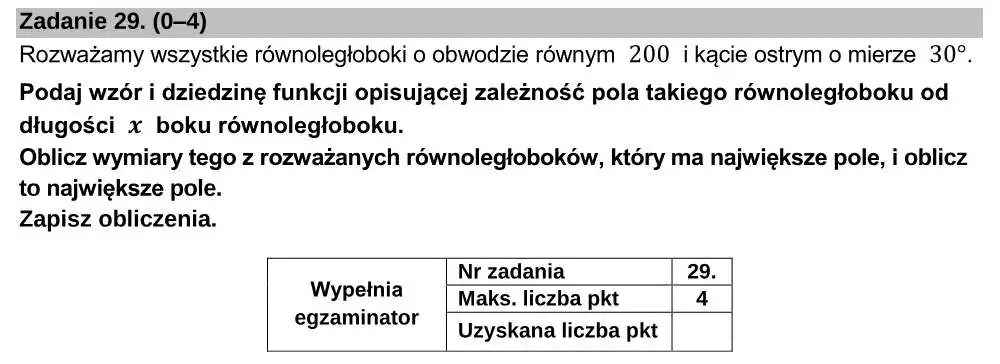 Zadanie 29. (0–4)
Rozważamy wszystkie równoległoboki o obwodzie równym 200 i kącie ostrym o mierze 30°.
Podaj wzór i dziedzinę funkcji opisującej zależność pola takiego równoległoboku od
długości x boku równoległoboku.
Oblicz wymiary tego z rozważanych równoległoboków, który ma największe pole, i oblicz
to największe pole.
Zapisz obliczenia.
Wypełnia
egzaminator
Nr zadania 29.
Maks. liczba pkt 4
Uzyskana liczba pkt